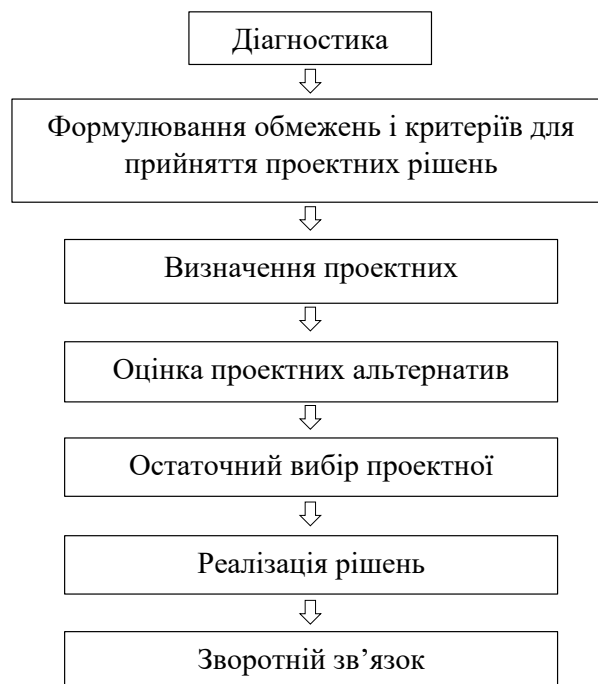 Діагностика
Формулювання обмежень і критеріїв для
прийняття проектних рішень
Визначення проектних
Оцінка проектних альтернатив
Остаточний вибір проектної
Реалізація рішень
Зворотній зв’язок